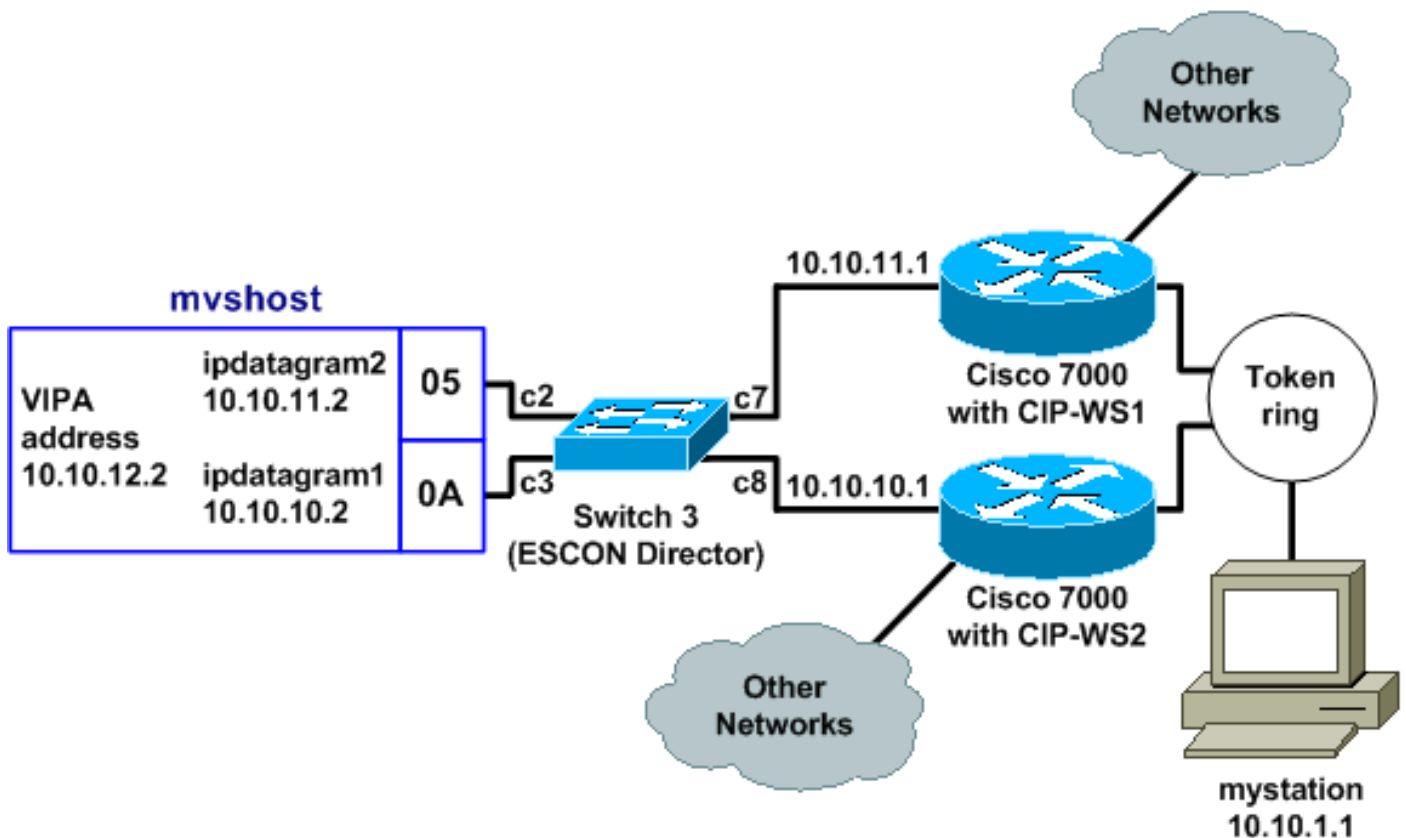 Other
Networks
10.10.11.1
mvshost
ipdatagram2
10.10.11.2
05
VIPA
address
10.10.12.2
ipdatagram1
10.10.10.2
0A
c2
c7
c3
c8
10.10.10.1
Switch 3
(ESCON Director)
Cisco 7000
with CIP-WS1
Token
ring
Cisco 7000
with CIP-WS2
Other
Networks
mystation
10.10.1.1